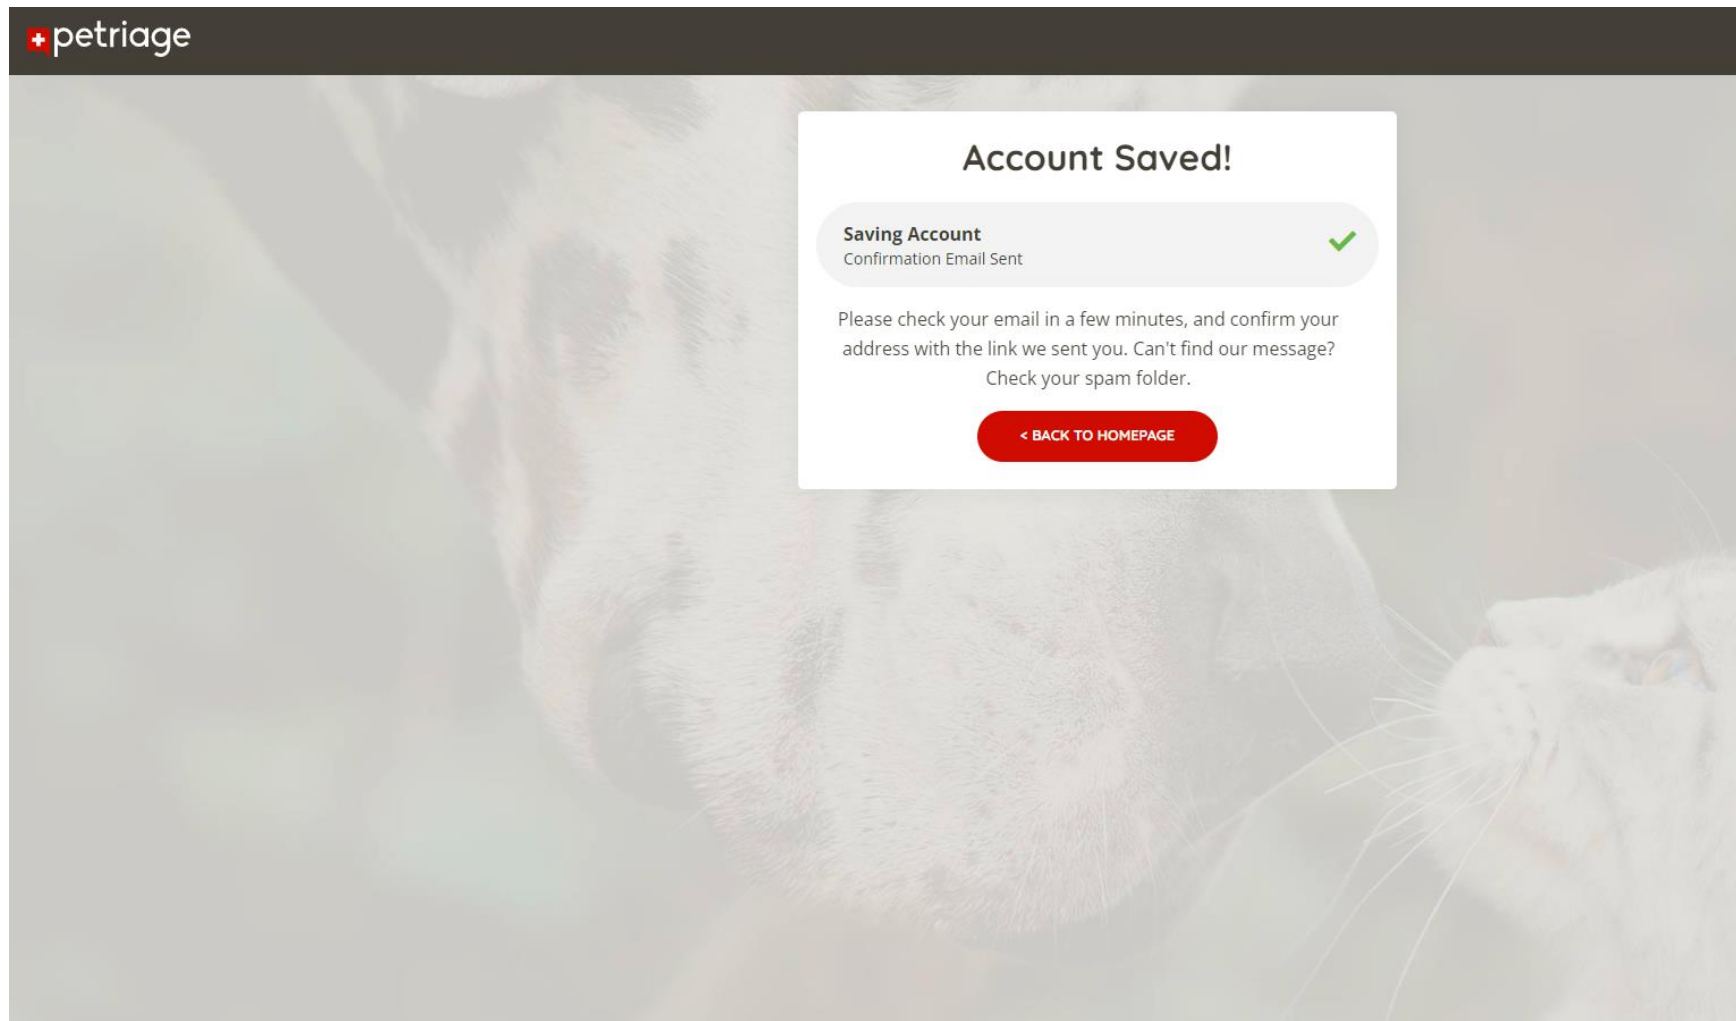 petriage
Account Saved!
Saving Account
Confirmation Email Sent
Please check your email in a few minutes, and confirm your
address with the link we sent you. Can't find our message?
Check your spam folder.
< BACK TO HOMEPAGE